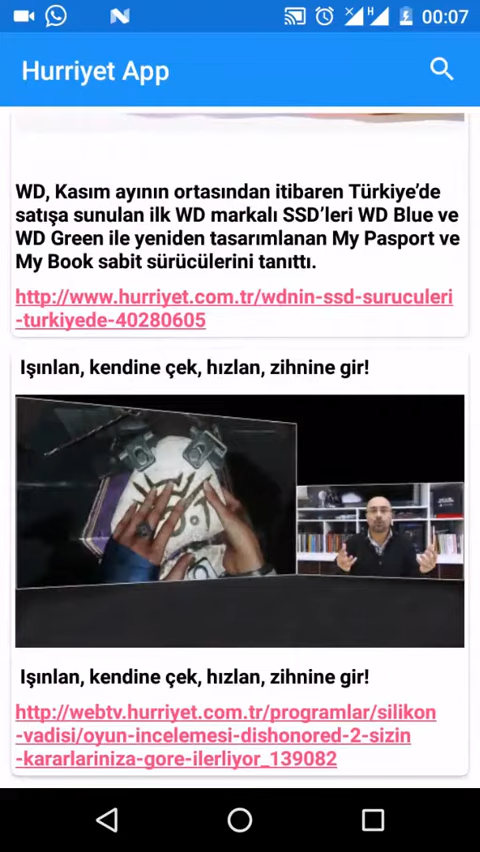 H
00:07
Hurriyet App
WD, Kasım ayının ortasından itibaren Türkiye’de
satışa sunulan ilk WD markalı SSD’leri WD Blue ve
WD Green ile yeniden tasarımlanan My Pasport ve
My Book sabit sürücülerini tanıttı.
http://www.hurriyet.com.tr/wdnin-ssd-suruculeri
-turkiyede-40280605
Işınlan, kendine çek, hızlan, zihnine gir!
Işınlan, kendine çek, hızlan, zihnine gir!
http://webtv.hurriyet.com.tr/programlar/silikon
-vadisi/oyun-incelemesi-dishonored-2-sizin
-kararlariniza-gore-ilerliyor_139082